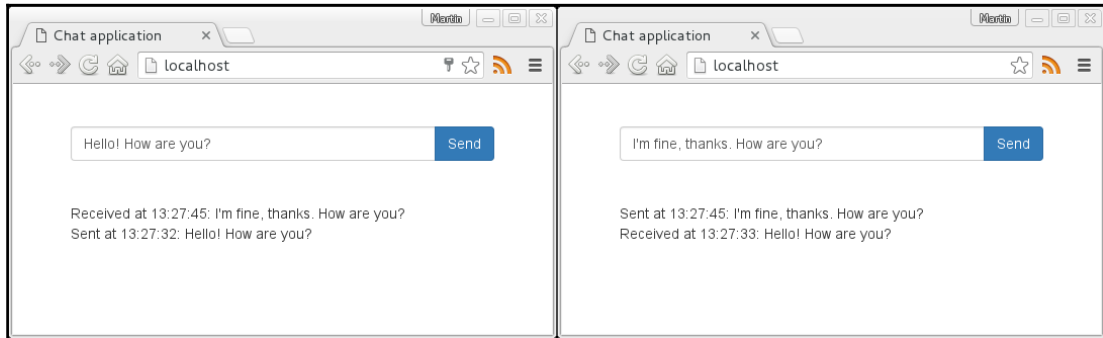 Martin
Chat application
localhost
Hello! How are you?
Send
Received at 13:27:45: I'm fine, thanks. How are you?
Sent at 13:27:32: Hello! How are you?
Martin
Chat application
localhost
I'm fine, thanks. How are you?
Send
Sent at 13:27:45: I'm fine, thanks. How are you?
Received at 13:27:33: Hello! How are you?